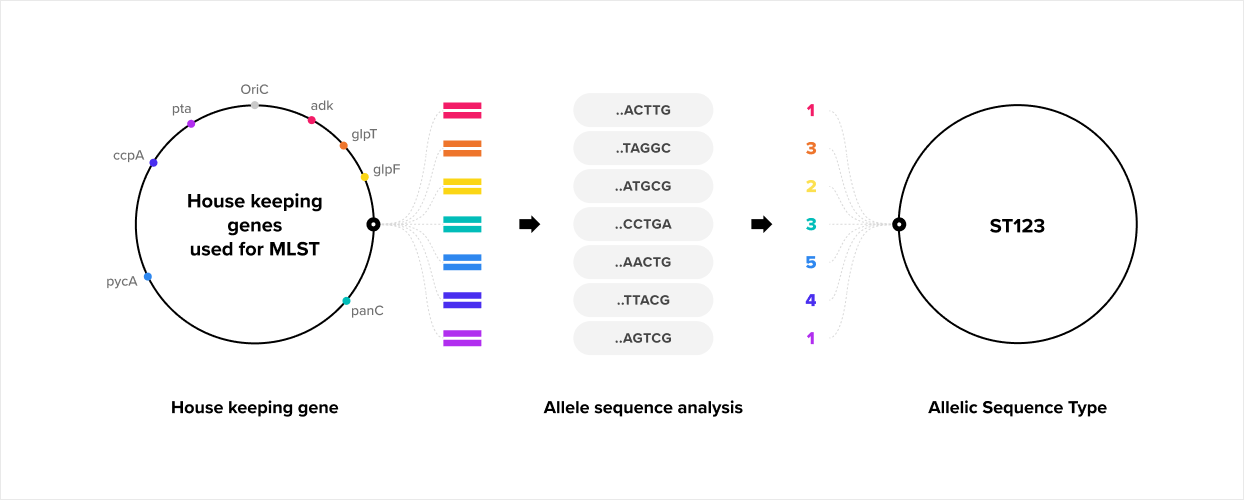 OriC
pta
adk
glpT
ccpA
glpF
House keeping
genes
used for MLST
pycA
panC
House keeping gene
..ACTTG
..TAGGC
..ATGCG
..CCTGA
..AACTG
..TTACG
..AGTCG
Allele sequence analysis
1
3
2
3
5
4
1
ST123
Allelic Sequence Type